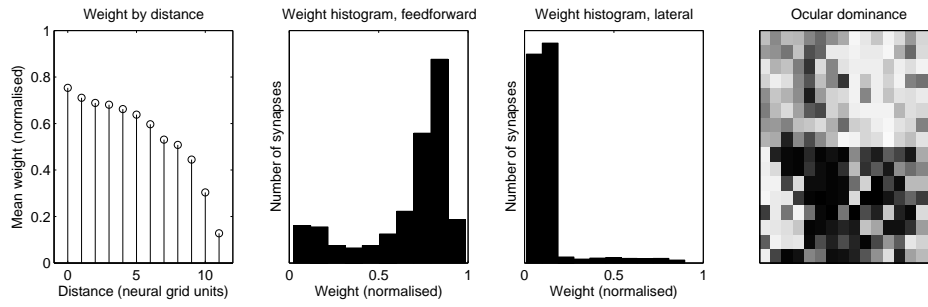 Weight by distance
Mean weight (normalised)
1
0.8
0.6
0.4
0.2
0
0 5 10
Distance (neural grid units)
Weight histogram, feedforward
Number of synapses
0 0.5 1
Weight (normalised)
Weight histogram, lateral
Number of synapses
0 0.5 1
Weight (normalised)
Ocular dominance